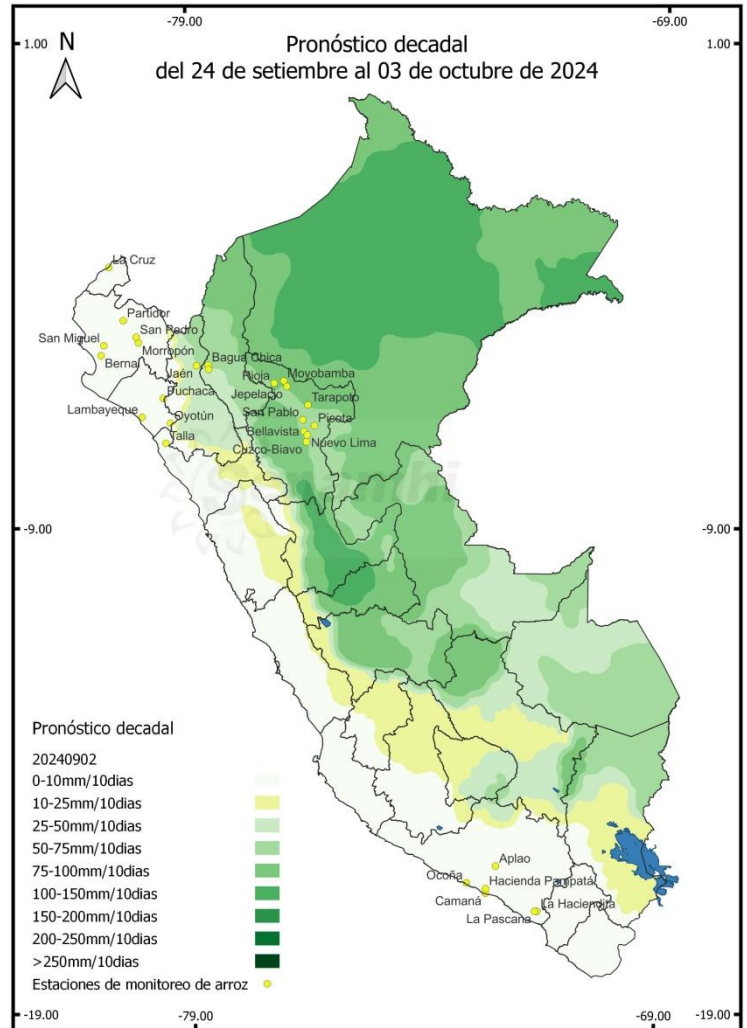 -79.00
-69.00
1.00
1.00
N
Pronóstico decadal
del 24 de setiembre al 03 de octubre de 2024
La Cruz
Partidor
San Pedro
San Miguel
Morropón
Bernal
Bagua Chica
Jaén
Rioja
Moyobamba
Jepelacio
Puchaca
Tarapoto
Lambayeque
Oyotún
San Pablo
Picota
Talla
Bellavista
Nuevo Lima
Cuzco-Biavo
Senamhi
-9.00
-9.00
Pronóstico decadal
20240902
0-10mm/10dias
10-25mm/10dias
25-50mm/10dias
50-75mm/10dias
75-100mm/10dias
100-150mm/10dias
150-200mm/10dias
200-250mm/10dias
>250mm/10dias
Estaciones de monitoreo de arroz
Aplao
Ocoña
Hacienda Pampatá
Camaná
La Haciendita
La Pascana
-19.00
-19.00
-79.00
-69.00